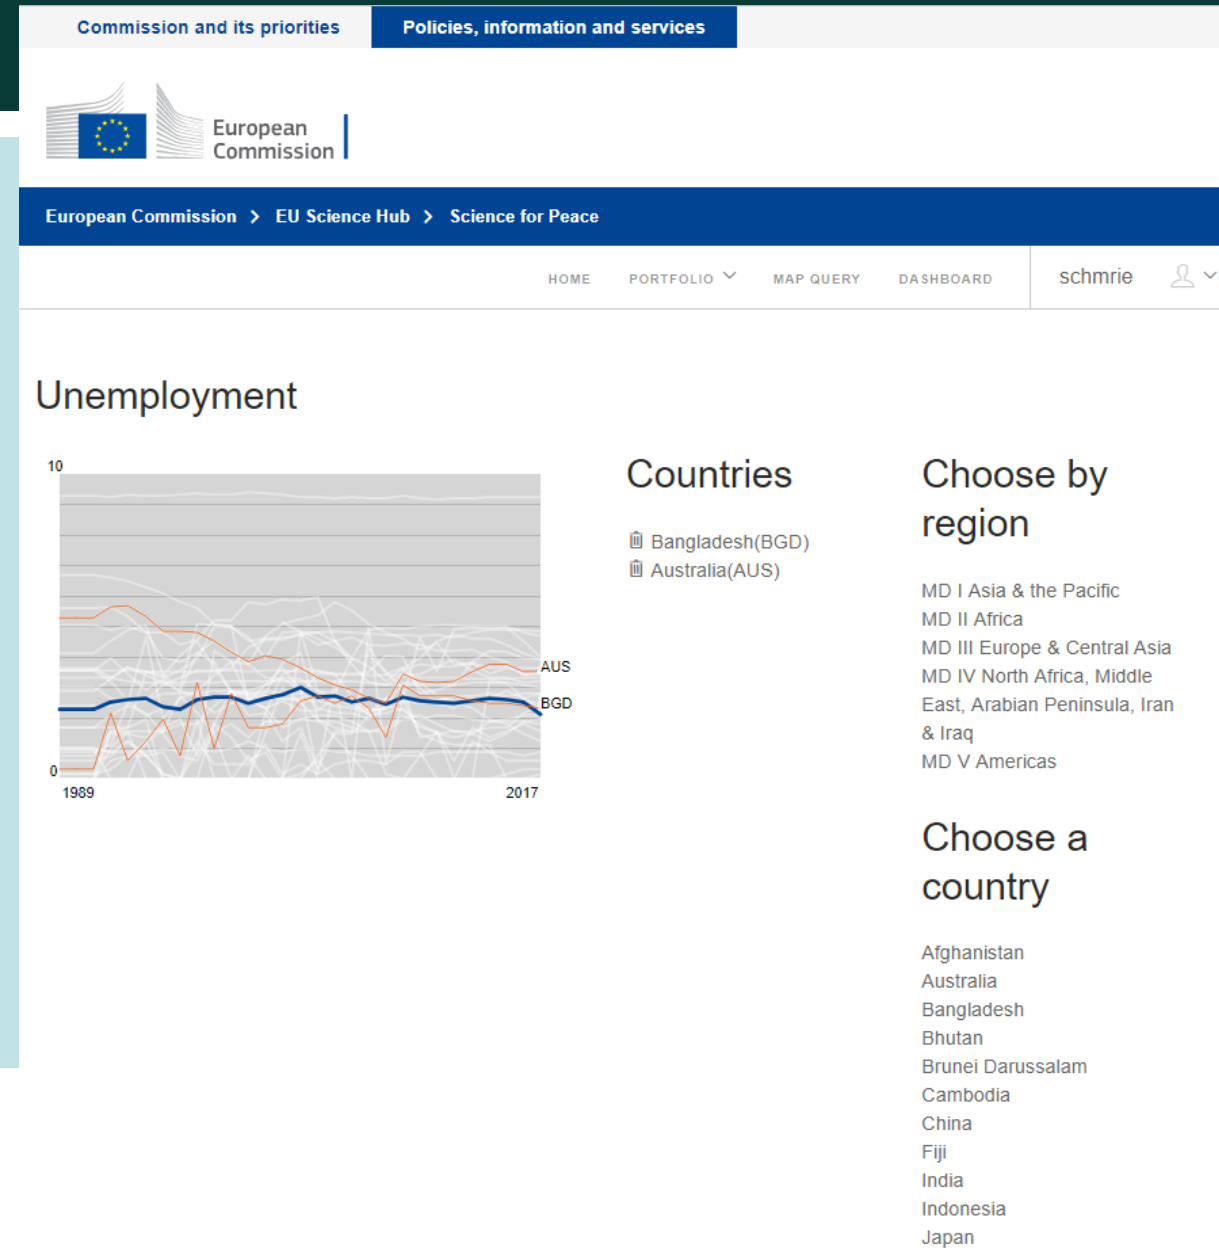 Commission and its priorities
Policies, information and services
European
Commission
European Commission > EU Science Hub > Science for Peace
HOME
PORTFOLIO
MAP QUERY
DASHBOARD
schmrie
Unemployment
10
0
1989
2017
AUS
BGD
Countries
Bangladesh(BGD)
Australia(AUS)
Choose by
region
MD I Asia & the Pacific
MD II Africa
MD III Europe & Central Asia
MD IV North Africa, Middle
East, Arabian Peninsula, Iran
& Iraq
MD V Americas
Choose a
country
Afghanistan
Australia
Bangladesh
Bhutan
Brunei Darussalam
Cambodia
China
Fiji
India
Indonesia
Japan